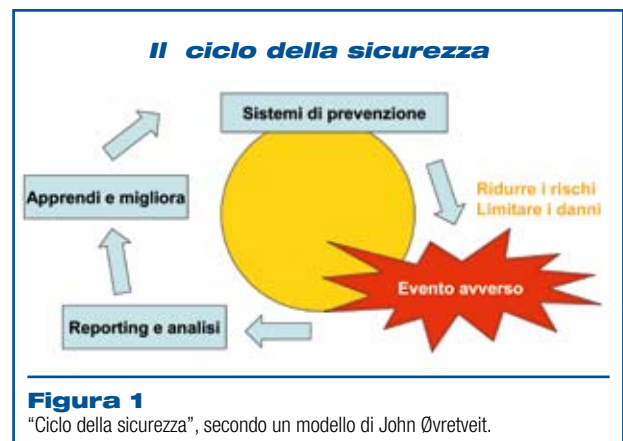 Il ciclo della sicurezza
Sistemi di prevenzione
Ridurre i rischi
Limitare i danni
Apprendi e migliora
Evento avverso
Reporting e analisi
Figura 1
“Ciclo della sicurezza”, secondo un modello di John Øvretveit.